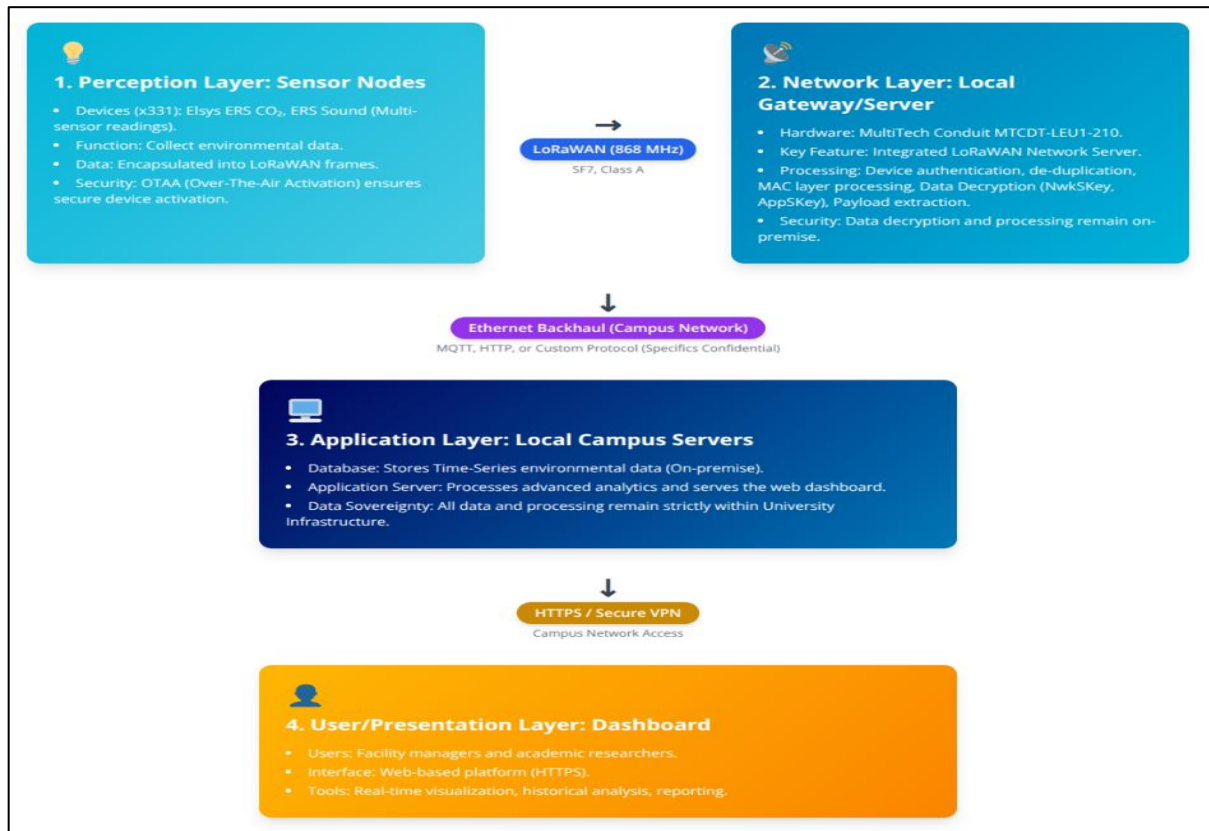 1. Perception Layer: Sensor Nodes
• Devices (x331): Elsys ERS CO₂, ERS Sound (Multi-
sensor readings).
• Function: Collect environmental data.
• Data: Encapsulated into LoRaWAN frames.
• Security: OTAA (Over-The-Air Activation) ensures
secure device activation.
→
LoRaWAN (868 MHz)
SF7, Class A
2. Network Layer: Local
Gateway/Server
• Hardware: MultiTech Conduit MTCDT-LEU1-210.
• Key Feature: Integrated LoRaWAN Network Server.
• Processing: Device authentication, de-duplication,
MAC layer processing, Data Decryption (NwkSKey,
AppSKey), Payload extraction.
• Security: Data decryption and processing remain on-
premise.
↓
Ethernet Backhaul (Campus Network)
MQTT, HTTP, or Custom Protocol (Specifics Confidential)
3. Application Layer: Local Campus Servers
• Database: Stores Time-Series environmental data (On-premise).
• Application Server: Processes advanced analytics and serves the web dashboard.
• Data Sovereignty: All data and processing remain strictly within University
Infrastructure.
↓
HTTPS / Secure VPN
Campus Network Access
4. User/Presentation Layer: Dashboard
• Users: Facility managers and academic researchers.
• Interface: Web-based platform (HTTPS).
• Tools: Real-time visualization, historical analysis, reporting.